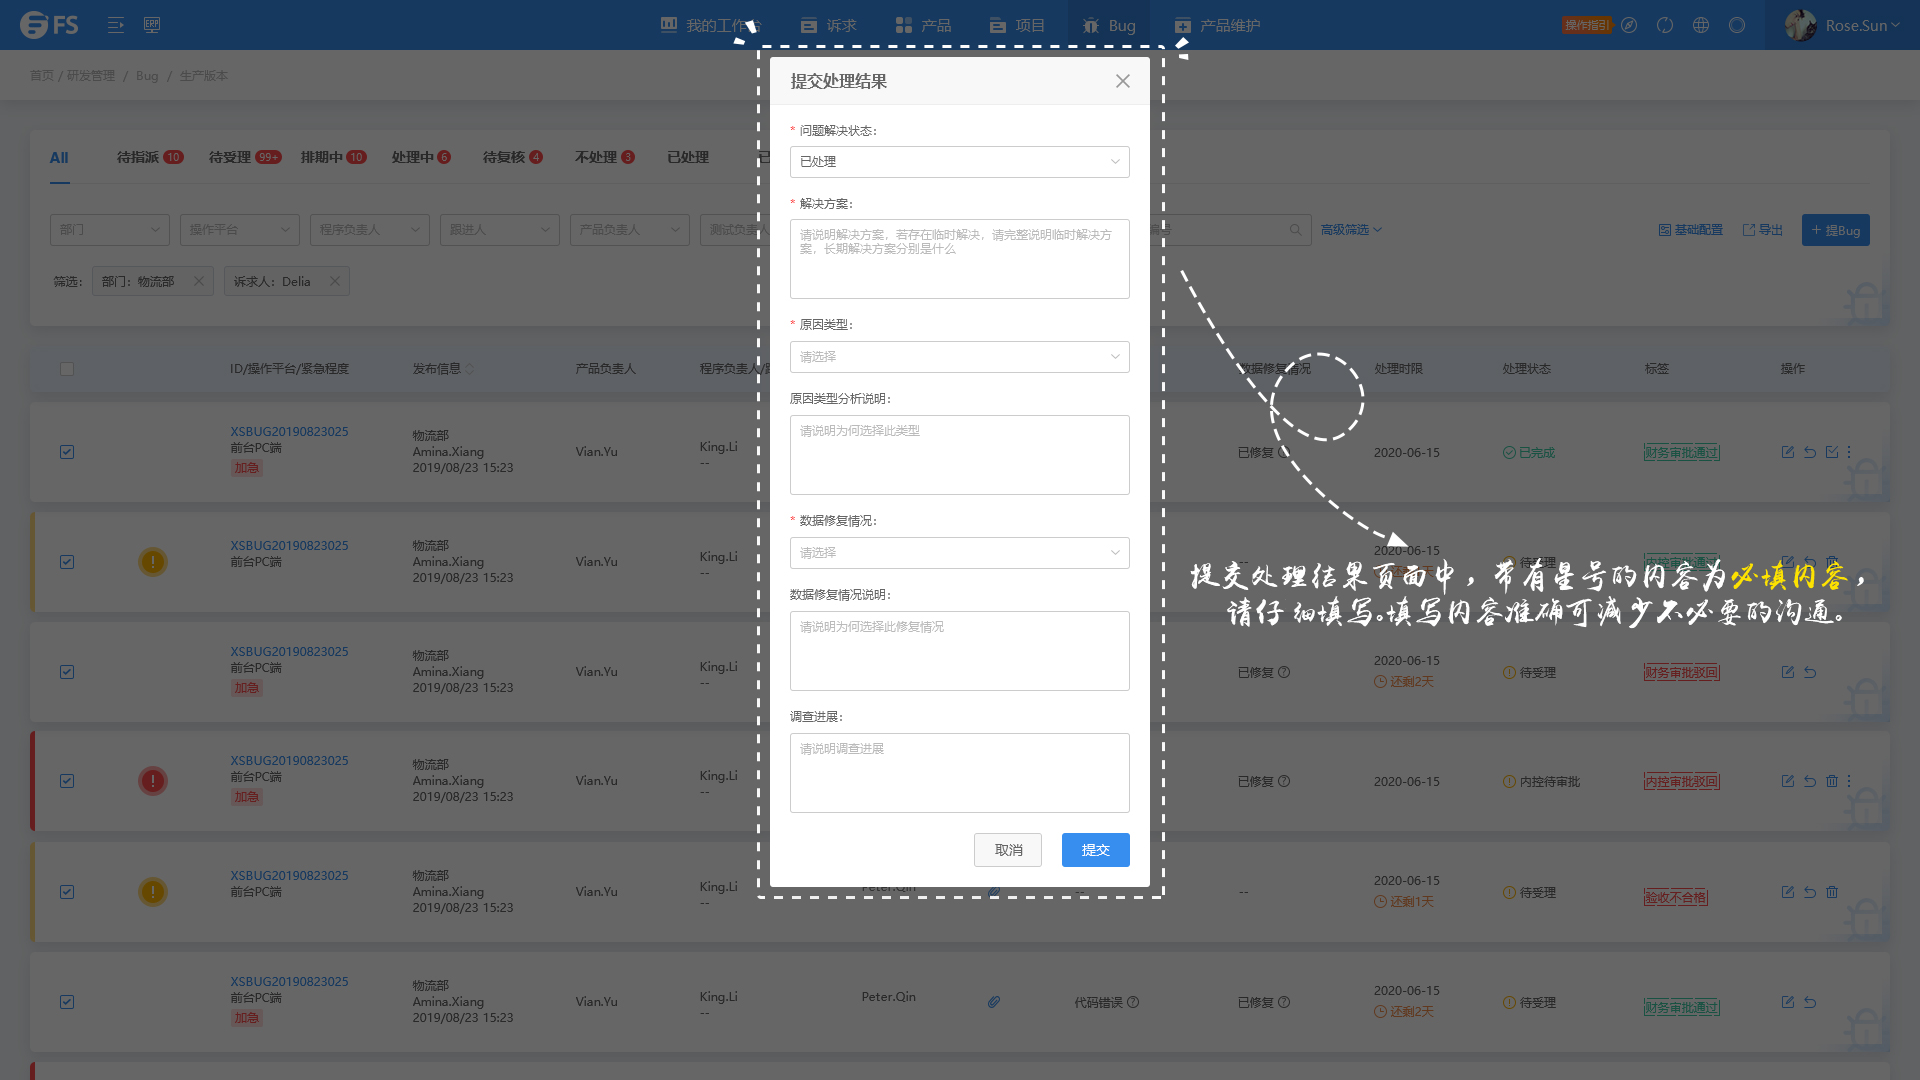 FS
ERP
我的工作台
诉求
产品
项目
Bug
产品维护
操作指引
Rose.Sun
首页 / 研发管理 / Bug / 生产版本
All
待指派 10
待受理 99+
排期中 10
处理中 6
待复核 4
不处理 3
已处理
部门
操作平台
程序负责人
跟进人
产品负责人
测试负责人
高级筛选
基础配置
导出
+ 提Bug
筛选：
部门：物流部
诉求人：Delia
提交处理结果
* 问题解决状态：
已处理
* 解决方案：
请说明解决方案，若存在临时解决，请完整说明临时解决方
案，长期解决方案分别是什么
* 原因类型：
请选择
原因类型分析说明：
请说明为何选择此类型
* 数据修复情况：
请选择
数据修复情况说明：
请说明为何选择此修复情况
调查进展：
请说明调查进展
取消
提交
提交处理结果页面中，带有星号的内容为必填内容，
请仔细填写。填写内容准确可减少不必要的沟通。
ID/操作平台/紧急程度
发布信息
产品负责人
程序负责人/
数据修复情况
处理时限
处理状态
标签
操作
XSBUG20190823025
前台PC端
加急
物流部
Amina.Xiang
2019/08/23 15:23
Vian.Yu
King.Li
--
已修复
2020-06-15
已完成
财务审批通过
XSBUG20190823025
前台PC端
物流部
Amina.Xiang
2019/08/23 15:23
Vian.Yu
King.Li
--
--
2020-06-15
待受理
财务审批通过
XSBUG20190823025
前台PC端
加急
物流部
Amina.Xiang
2019/08/23 15:23
Vian.Yu
King.Li
--
已修复
2020-06-15
还剩2天
待受理
财务审批驳回
XSBUG20190823025
前台PC端
加急
物流部
Amina.Xiang
2019/08/23 15:23
Vian.Yu
King.Li
--
已修复
2020-06-15
内控待审批
内控审批驳回
XSBUG20190823025
前台PC端
物流部
Amina.Xiang
2019/08/23 15:23
Vian.Yu
King.Li
--
Peter.Qin
--
--
2020-06-15
还剩1天
待受理
验收不合格
XSBUG20190823025
前台PC端
加急
物流部
Amina.Xiang
2019/08/23 15:23
Vian.Yu
King.Li
--
Peter.Qin
代码错误
已修复
2020-06-15
还剩2天
待受理
财务审批通过